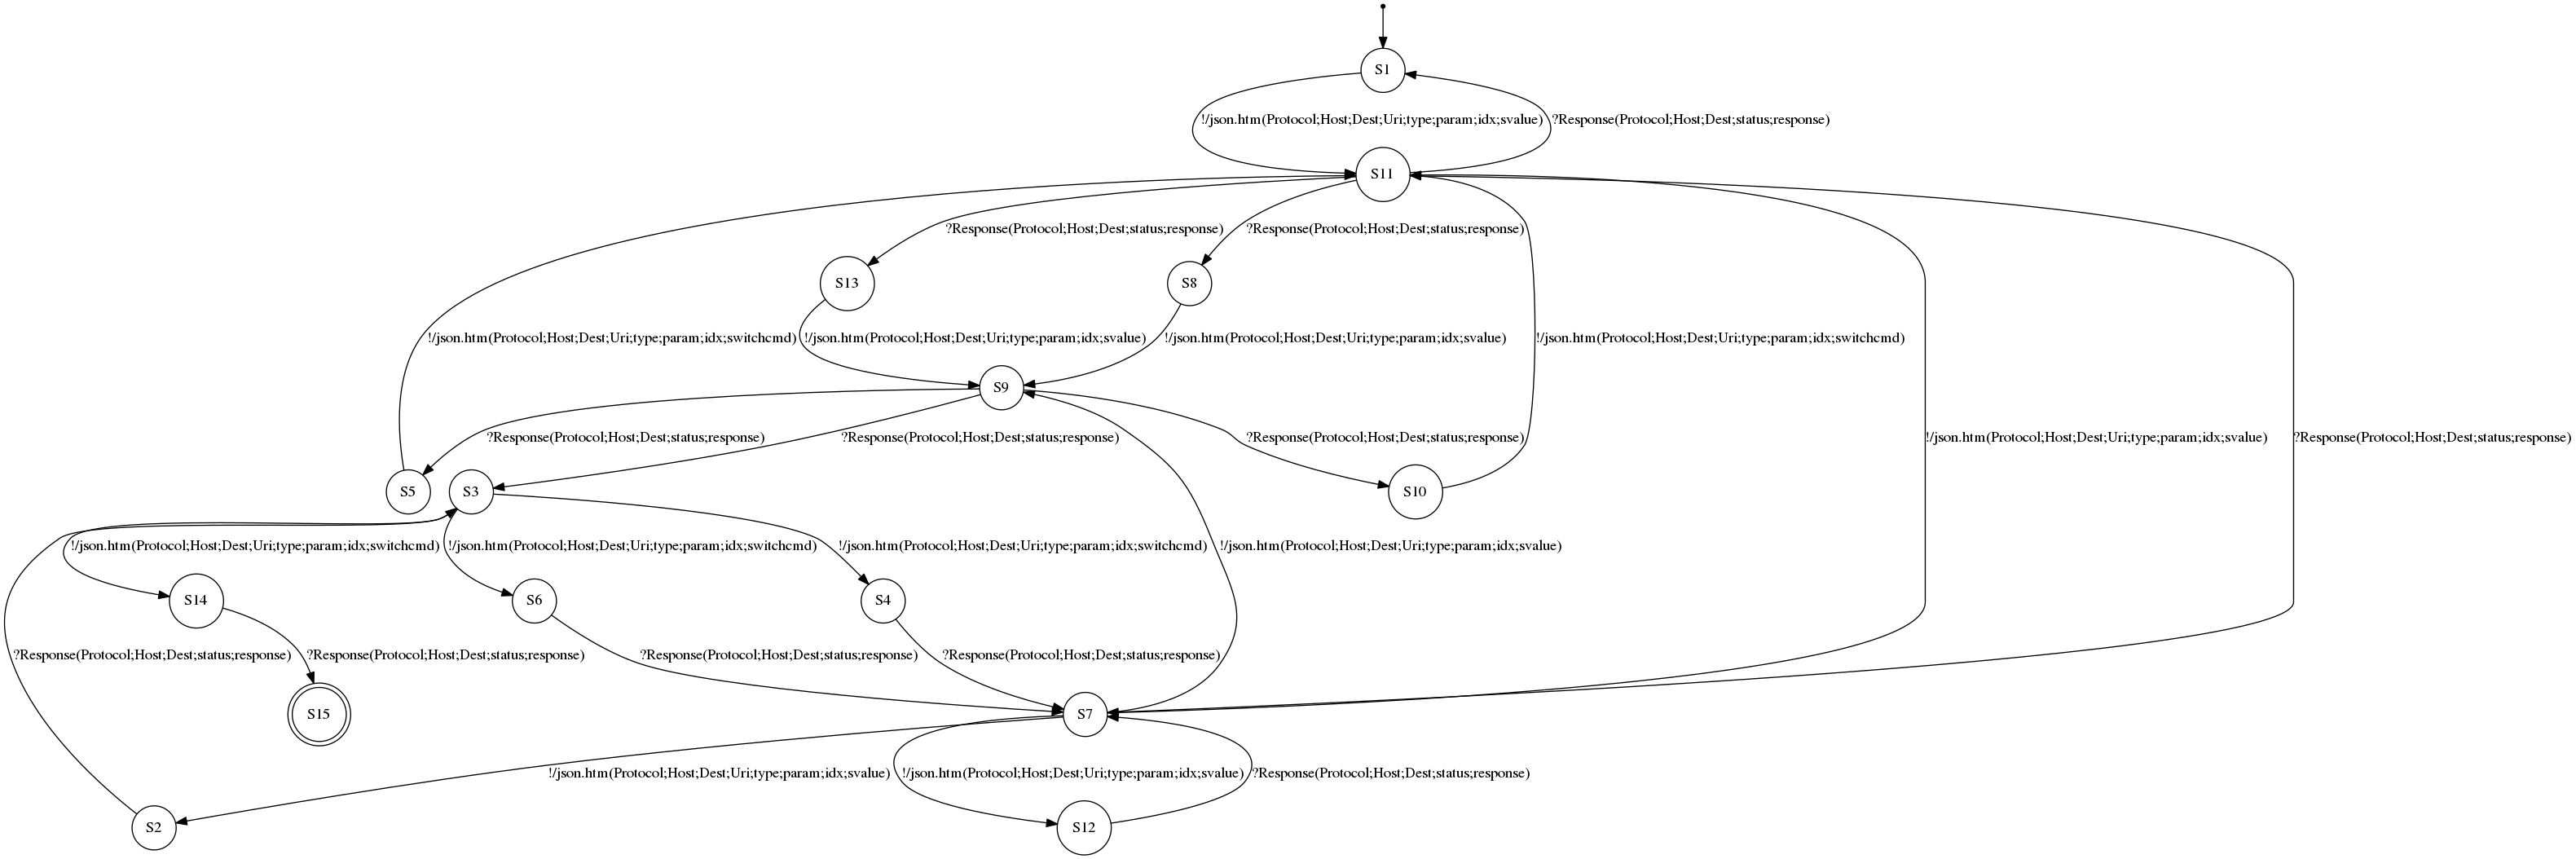 S1
!/json.htm(Protocol;Host;Dest;Uri;type;param;idx;svalue)
?Response(Protocol;Host;Dest;status;response)
S11
?Response(Protocol;Host;Dest;status;response)
?Response(Protocol;Host;Dest;status;response)
S13
S8
!/json.htm(Protocol;Host;Dest;Uri;type;param;idx;switchcmd)
!/json.htm(Protocol;Host;Dest;Uri;type;param;idx;svalue)
!/json.htm(Protocol;Host;Dest;Uri;type;param;idx;svalue)
!/json.htm(Protocol;Host;Dest;Uri;type;param;idx;switchcmd)
S9
?Response(Protocol;Host;Dest;status;response)
?Response(Protocol;Host;Dest;status;response)
?Response(Protocol;Host;Dest;status;response)
!/json.htm(Protocol;Host;Dest;Uri;type;param;idx;svalue)
?Response(Protocol;Host;Dest;status;response)
S5
S3
S10
!/json.htm(Protocol;Host;Dest;Uri;type;param;idx;switchcmd)
!/json.htm(Protocol;Host;Dest;Uri;type;param;idx;switchcmd)
!/json.htm(Protocol;Host;Dest;Uri;type;param;idx;switchcmd)
!/json.htm(Protocol;Host;Dest;Uri;type;param;idx;svalue)
S14
S6
S4
?Response(Protocol;Host;Dest;status;response)
?Response(Protocol;Host;Dest;status;response)
?Response(Protocol;Host;Dest;status;response)
?Response(Protocol;Host;Dest;status;response)
S15
S7
!/json.htm(Protocol;Host;Dest;Uri;type;param;idx;svalue)
!/json.htm(Protocol;Host;Dest;Uri;type;param;idx;svalue)
?Response(Protocol;Host;Dest;status;response)
S2
S12